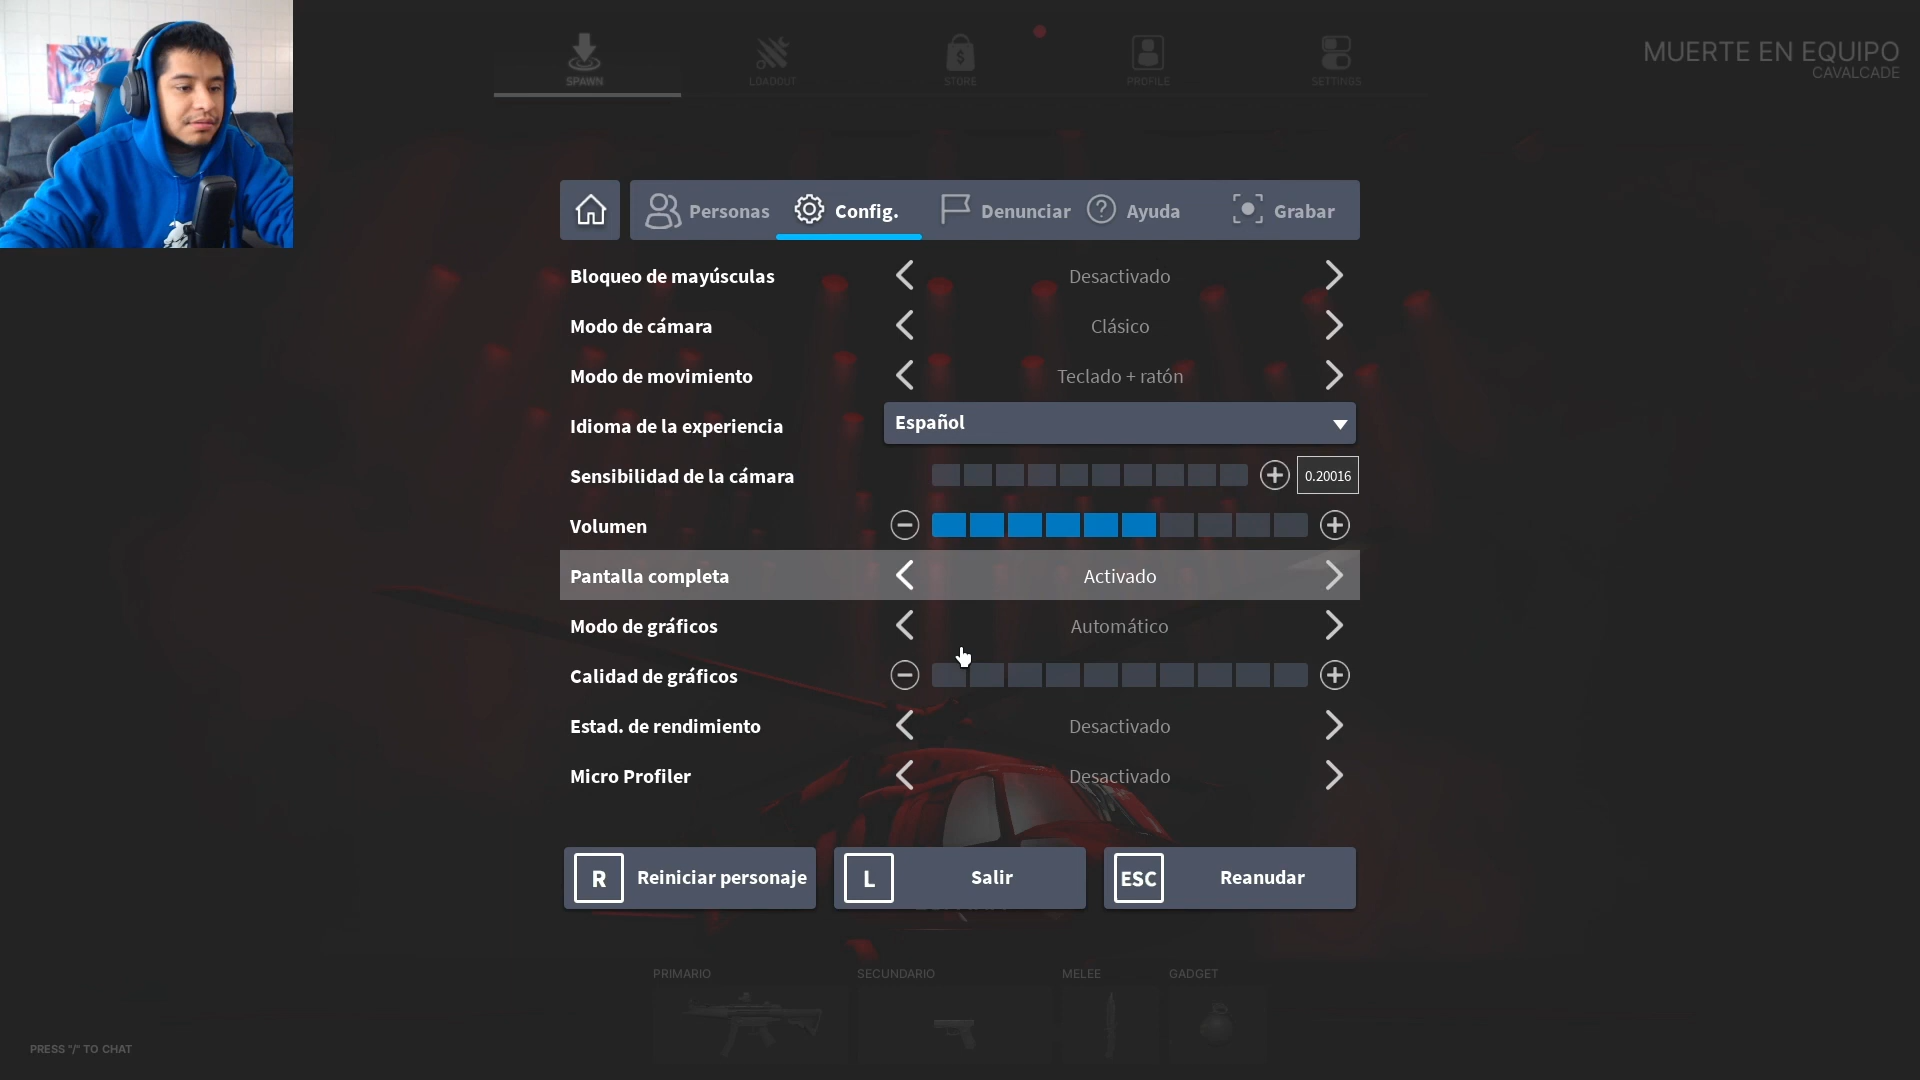 SPAWN
LOADOUT
STORE
PROFILE
SETTINGS
MUERTE EN EQUIPO
CAVALCADE
Personas
Config.
Denunciar
Ayuda
Grabar
Bloqueo de mayúsculas Desactivado
Modo de cámara Clásico
Modo de movimiento Teclado + ratón
Idioma de la experiencia Español
Sensibilidad de la cámara 0.20016
Volumen
Pantalla completa Activado
Modo de gráficos Automático
Calidad de gráficos
Estad. de rendimiento Desactivado
Micro Profiler Desactivado
R Reiniciar personaje
L Salir
ESC Reanudar
PRIMARIO
SECUNDARIO
MELEE
GADGET
PRESS "/" TO CHAT